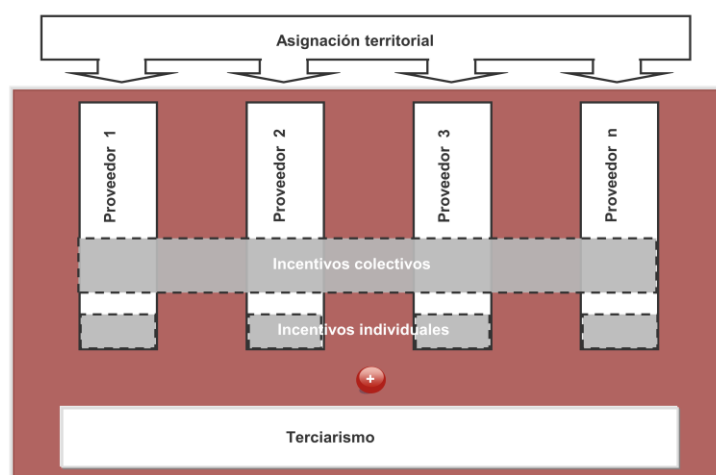 Asignación territorial
Proveedor 1
Proveedor 2
Proveedor 3
Proveedor n
Incentivos colectivos
Incentivos individuales
+
Terciarismo